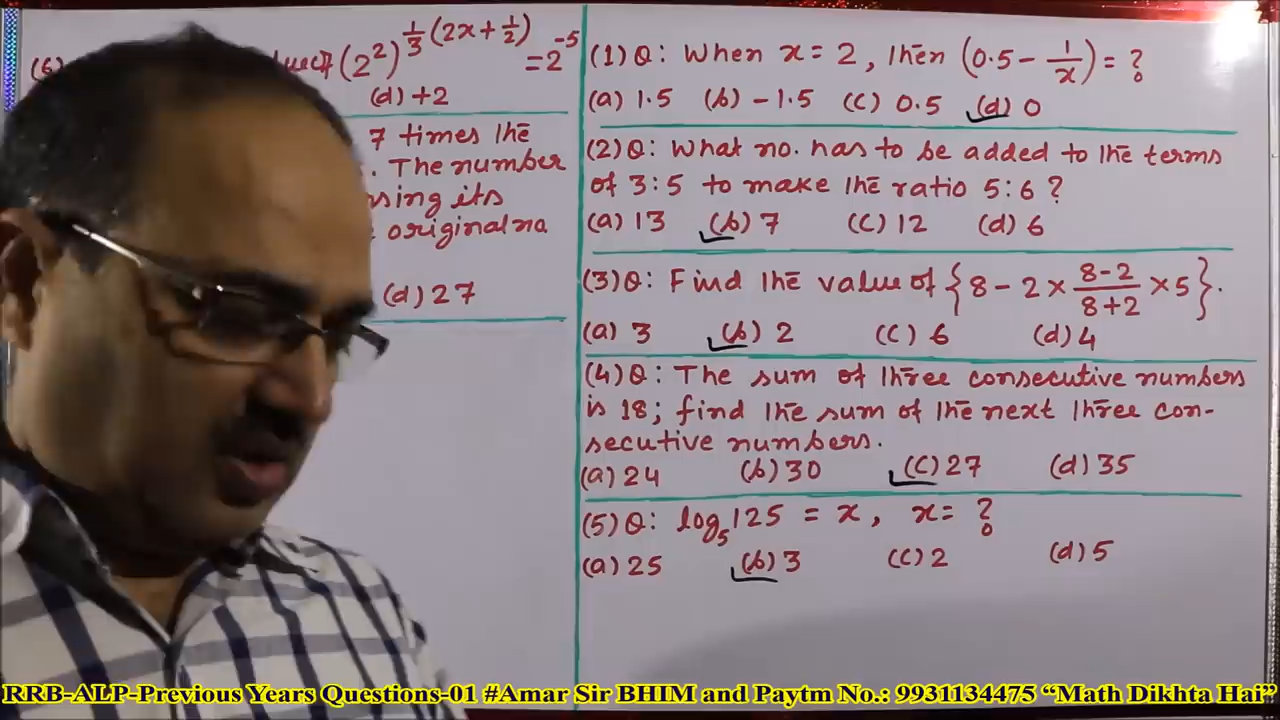 (6) (2²)^{1/3 (2x + 1/2)} = 2^{-5}
(d) +2
7 times the
. The number
sing its
original no
(d) 27
(1) Q: When x = 2, then (0.5 - 1/x) = ?
(a) 1.5 (b) -1.5 (c) 0.5 (d) 0
(2) Q: What no. has to be added to the terms
of 3:5 to make the ratio 5:6 ?
(a) 13 (b) 7 (c) 12 (d) 6
(3) Q: Find the value of {8 - 2 × (8-2)/(8+2) × 5}.
(a) 3 (b) 2 (c) 6 (d) 4
(4) Q: The sum of three consecutive numbers
is 18; find the sum of the next three con-
secutive numbers.
(a) 24 (b) 30 (c) 27 (d) 35
(5) Q: log₅125 = x, x = ?
(a) 25 (b) 3 (c) 2 (d) 5
RRB-ALP-Previous Years Questions-01 #Amar Sir BHIM and Paytm No.: 9931134475 “Math Dikhta Hai”